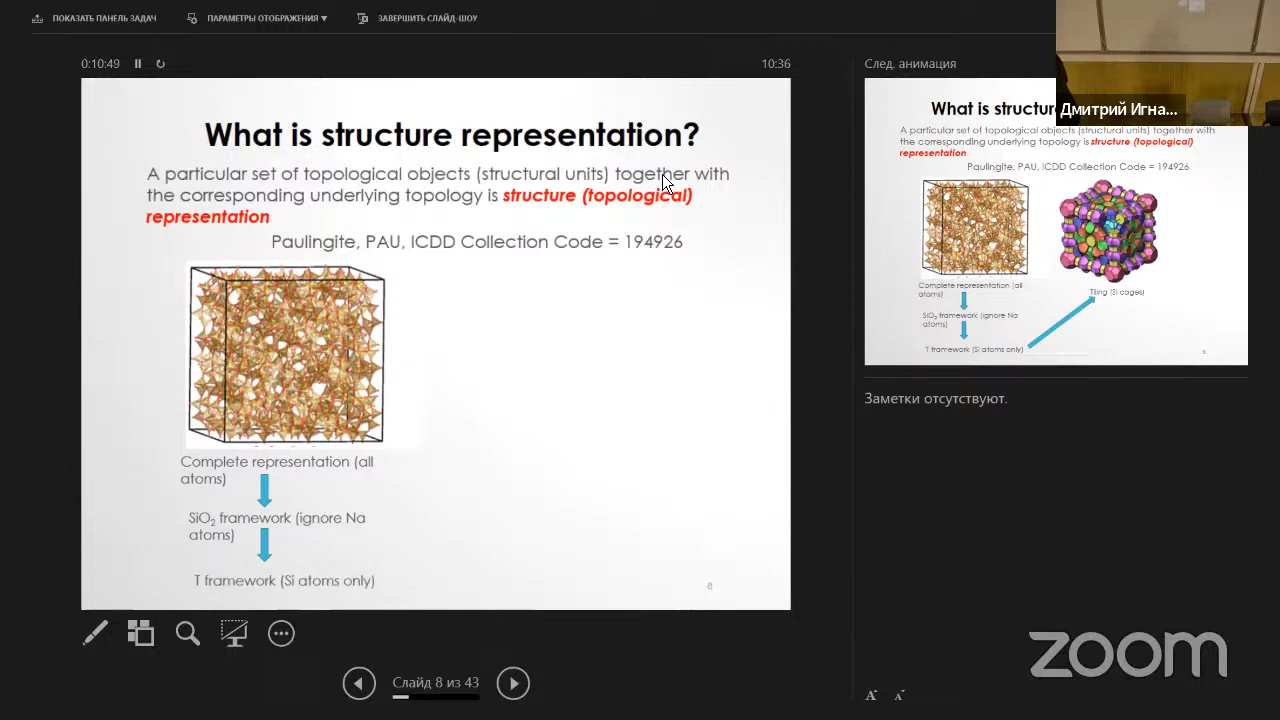 ПОКАЗАТЬ ПАНЕЛЬ ЗАДАЧ
ПАРАМЕТРЫ ОТОБРАЖЕНИЯ ▾
ЗАВЕРШИТЬ СЛАЙД-ШОУ
0:10:49
10:36
What is structure representation?
A particular set of topological objects (structural units) together with
the corresponding underlying topology is structure (topological)
representation
Paulingite, PAU, ICDD Collection Code = 194926
Complete representation (all
atoms)
SiO₂ framework (ignore Na
atoms)
T framework (Si atoms only)
8
Слайд 8 из 43
След. анимация
Дмитрий Игна...
What is structur
A particular set of topological objects (structural units) together with
the corresponding underlying topology is structure (topological)
representation
Paulingite, PAU, ICDD Collection Code = 194926
Complete representation (all
atoms)
Tiling (Si cages)
SiO₂ framework (ignore Na
atoms)
T framework (Si atoms only)
Заметки отсутствуют.
zoom
A
A